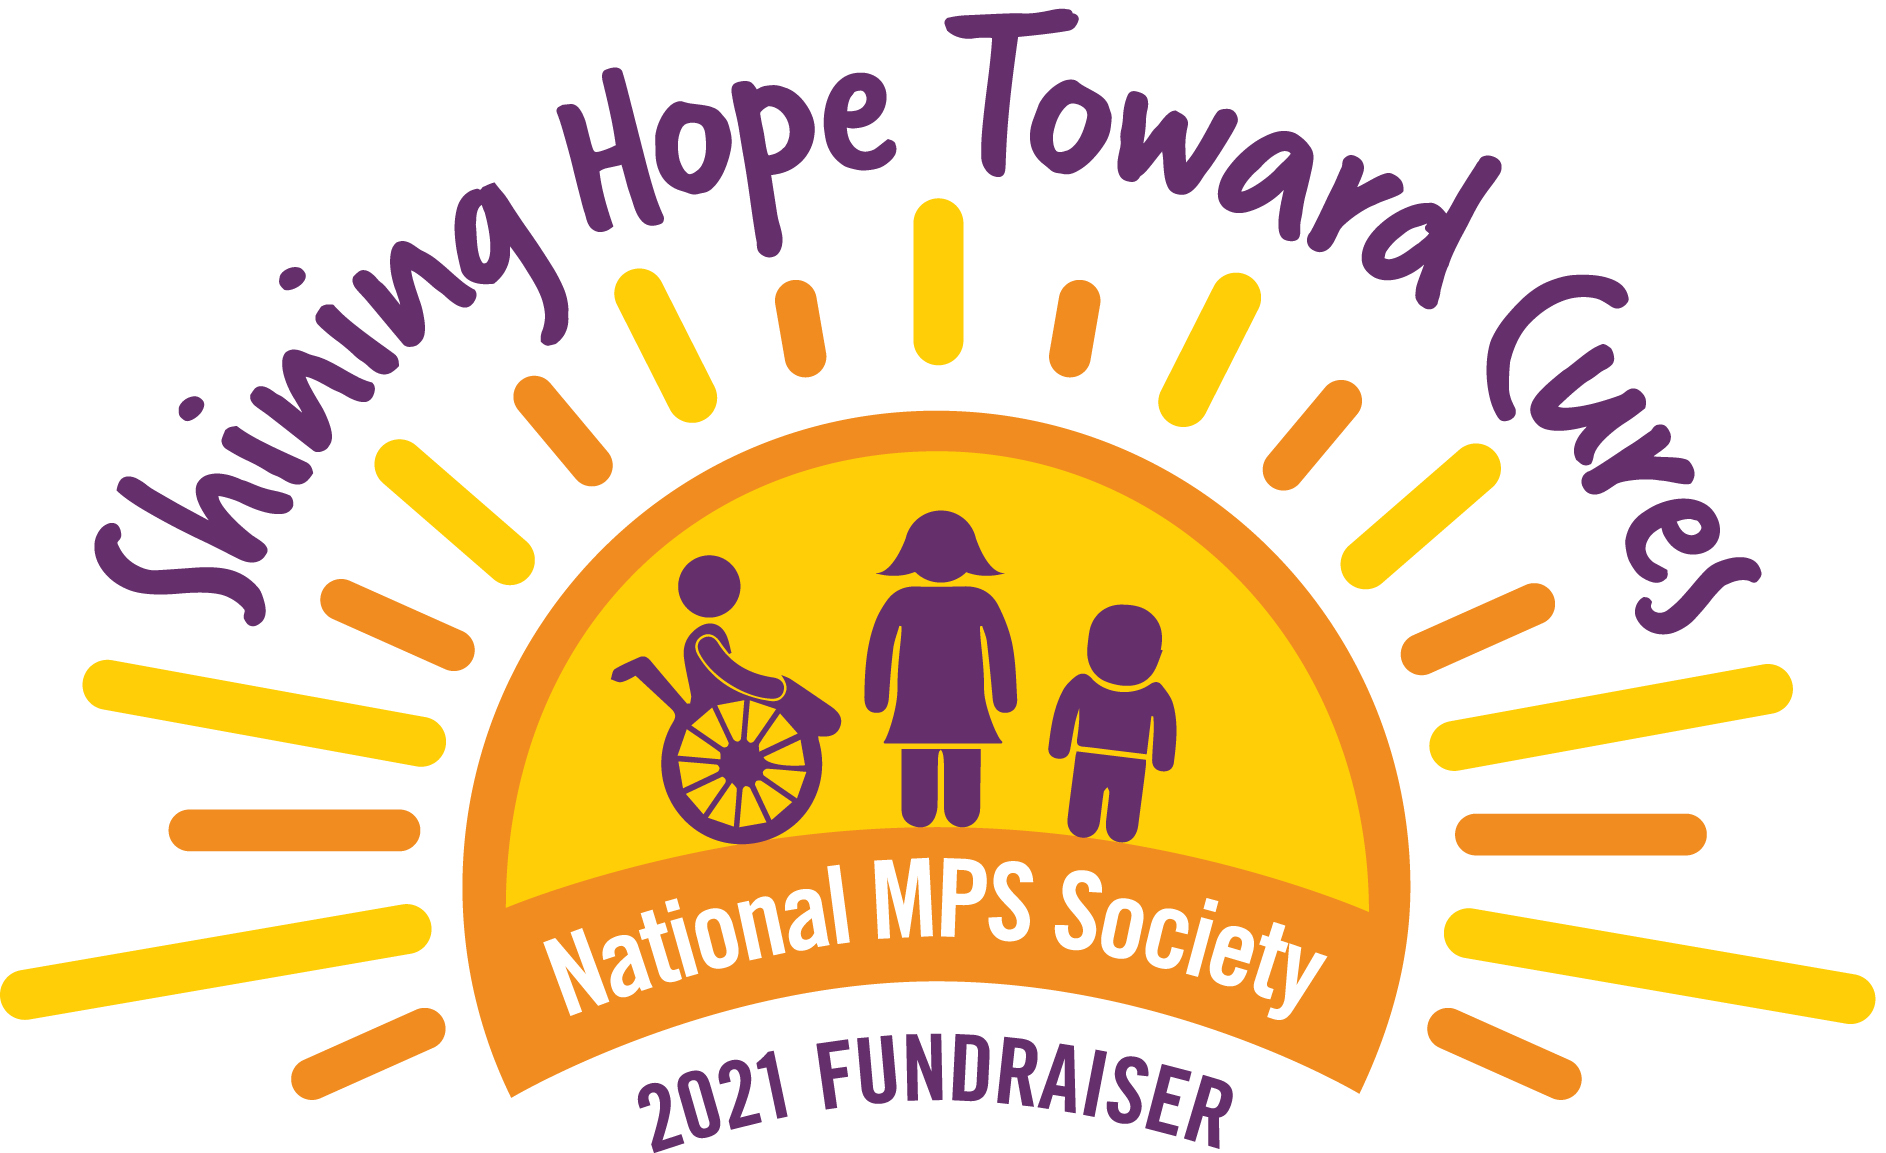 Shining Hope Toward Cures
National MPS Society
2021 FUNDRAISER